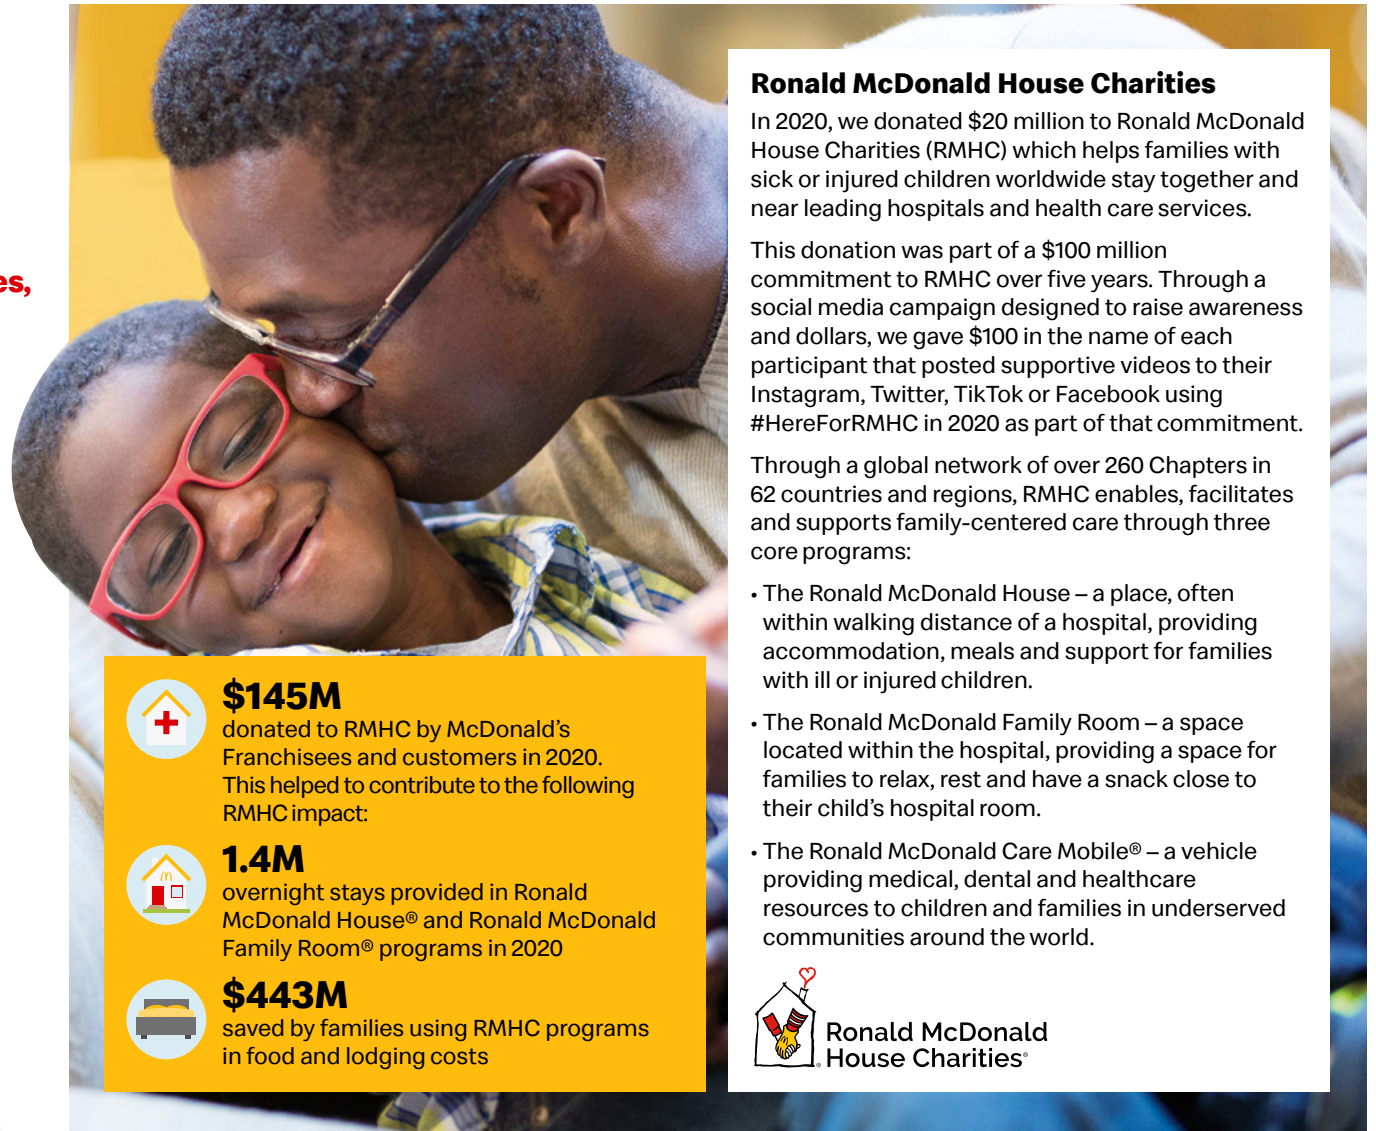 es,
Ronald McDonald House Charities
In 2020, we donated $20 million to Ronald McDonald
House Charities (RMHC) which helps families with
sick or injured children worldwide stay together and
near leading hospitals and health care services.
This donation was part of a $100 million
commitment to RMHC over five years. Through a
social media campaign designed to raise awareness
and dollars, we gave $100 in the name of each
participant that posted supportive videos to their
Instagram, Twitter, TikTok or Facebook using
#HereForRMHC in 2020 as part of that commitment.
Through a global network of over 260 Chapters in
62 countries and regions, RMHC enables, facilitates
and supports family-centered care through three
core programs:
• The Ronald McDonald House – a place, often
within walking distance of a hospital, providing
accommodation, meals and support for families
with ill or injured children.
• The Ronald McDonald Family Room – a space
located within the hospital, providing a space for
families to relax, rest and have a snack close to
their child’s hospital room.
• The Ronald McDonald Care Mobile® – a vehicle
providing medical, dental and healthcare
resources to children and families in underserved
communities around the world.
Ronald McDonald
House Charities®
$145M
donated to RMHC by McDonald’s
Franchisees and customers in 2020.
This helped to contribute to the following
RMHC impact:
1.4M
overnight stays provided in Ronald
McDonald House® and Ronald McDonald
Family Room® programs in 2020
$443M
saved by families using RMHC programs
in food and lodging costs